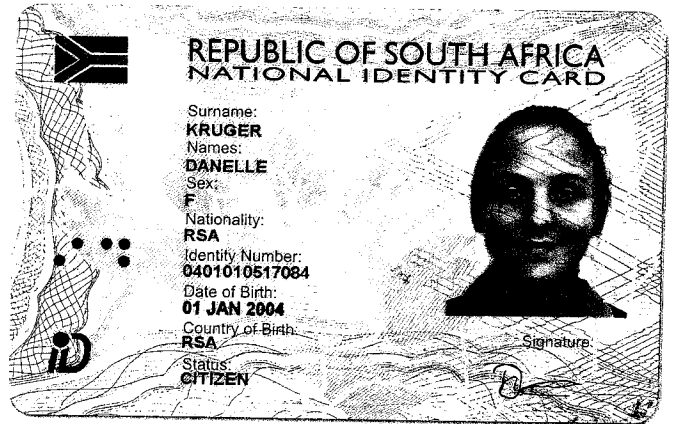 REPUBLIC OF SOUTH AFRICA
NATIONAL IDENTITY CARD
Surname:
KRUGER
Names:
DANELLE
Sex:
F
Nationality:
RSA
Identity Number:
0401010517084
Date of Birth:
01 JAN 2004
Country of Birth:
RSA
Status:
CITIZEN
Signature:
iD